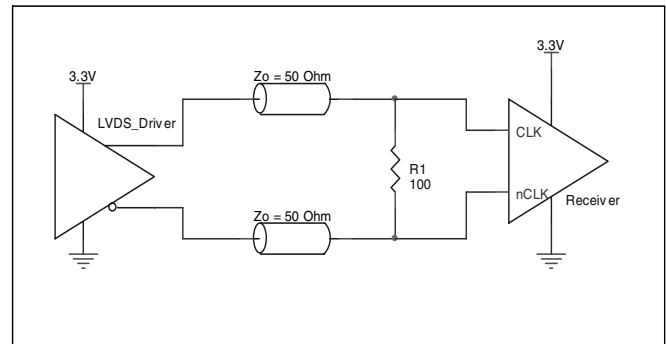 3.3V
LVDS_Driver
Zo = 50 Ohm
Zo = 50 Ohm
R1
100
3.3V
CLK
nCLK
Receiver